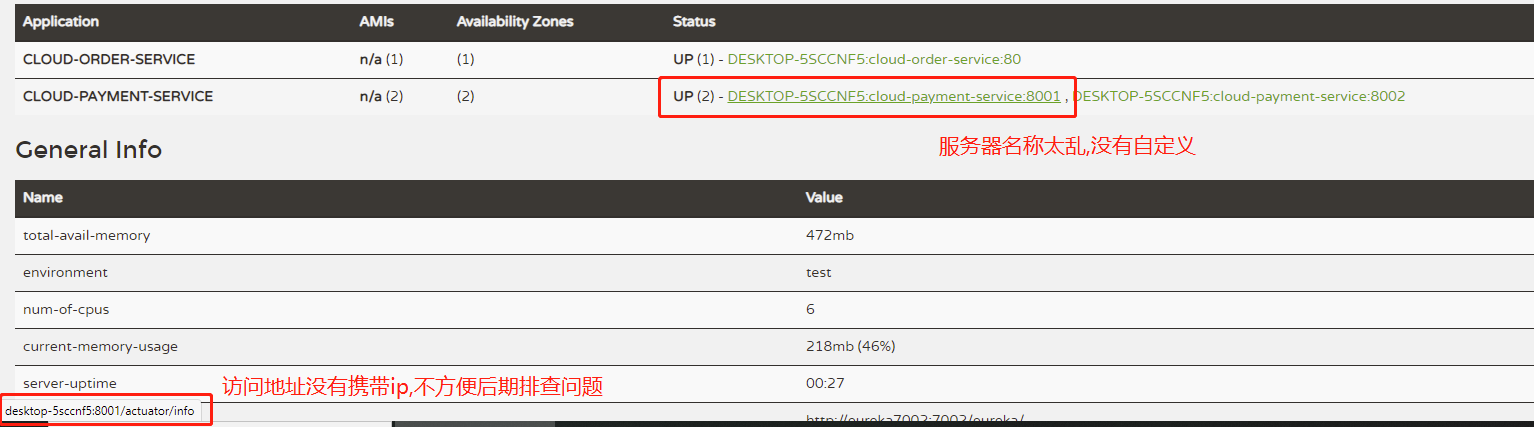 Application AMIs Availability Zones Status
CLOUD-ORDER-SERVICE n/a (1) (1) UP (1) - DESKTOP-5SCCNF5:cloud-order-service:80
CLOUD-PAYMENT-SERVICE n/a (2) (2) UP (2) - DESKTOP-5SCCNF5:cloud-payment-service:8001 , DESKTOP-5SCCNF5:cloud-payment-service:8002
服务器名称太乱,没有自定义
General Info
Name Value
total-avail-memory 472mb
environment test
num-of-cpus 6
current-memory-usage 218mb (46%)
server-uptime 00:27
访问地址没有携带ip,不方便后期排查问题
desktop-5sccnf5:8001/actuator/info
http://eureka7002:7002/eureka/